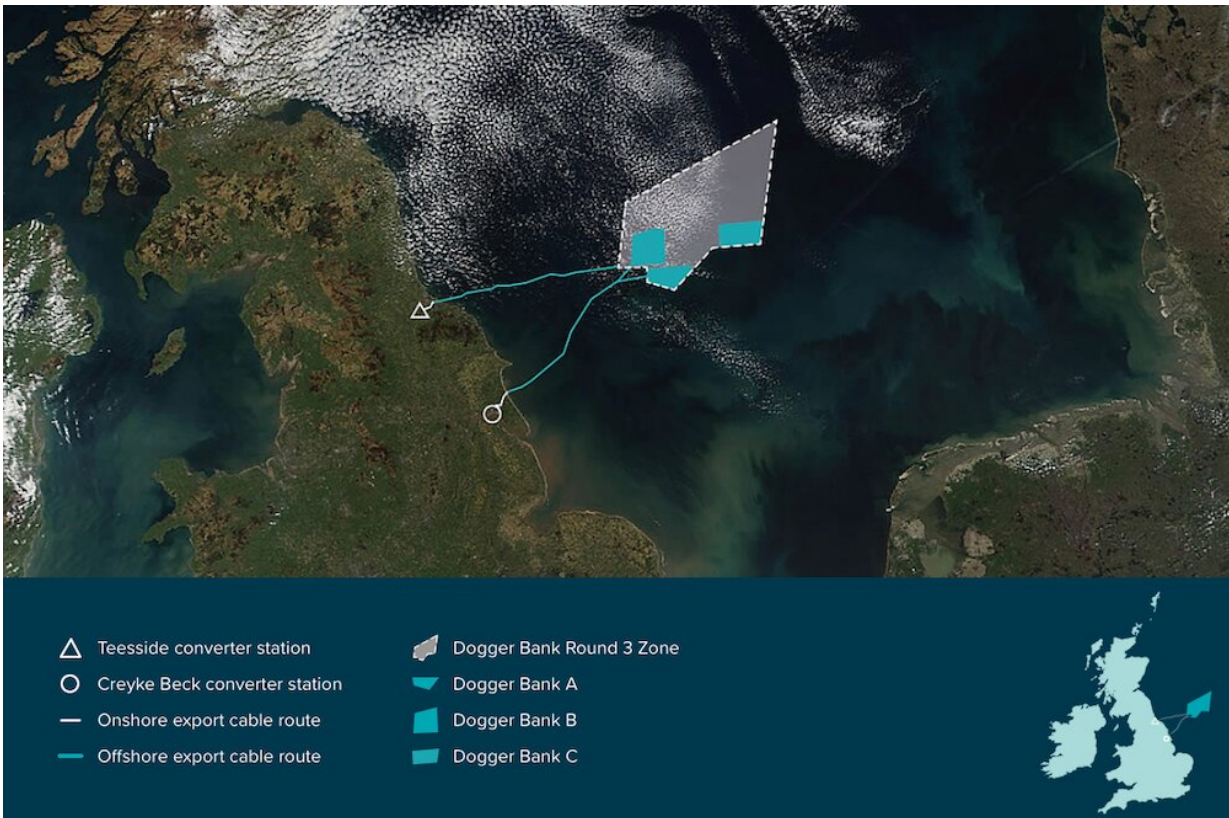 Teesside converter station
Creyke Beck converter station
Onshore export cable route
Offshore export cable route
Dogger Bank Round 3 Zone
Dogger Bank A
Dogger Bank B
Dogger Bank C